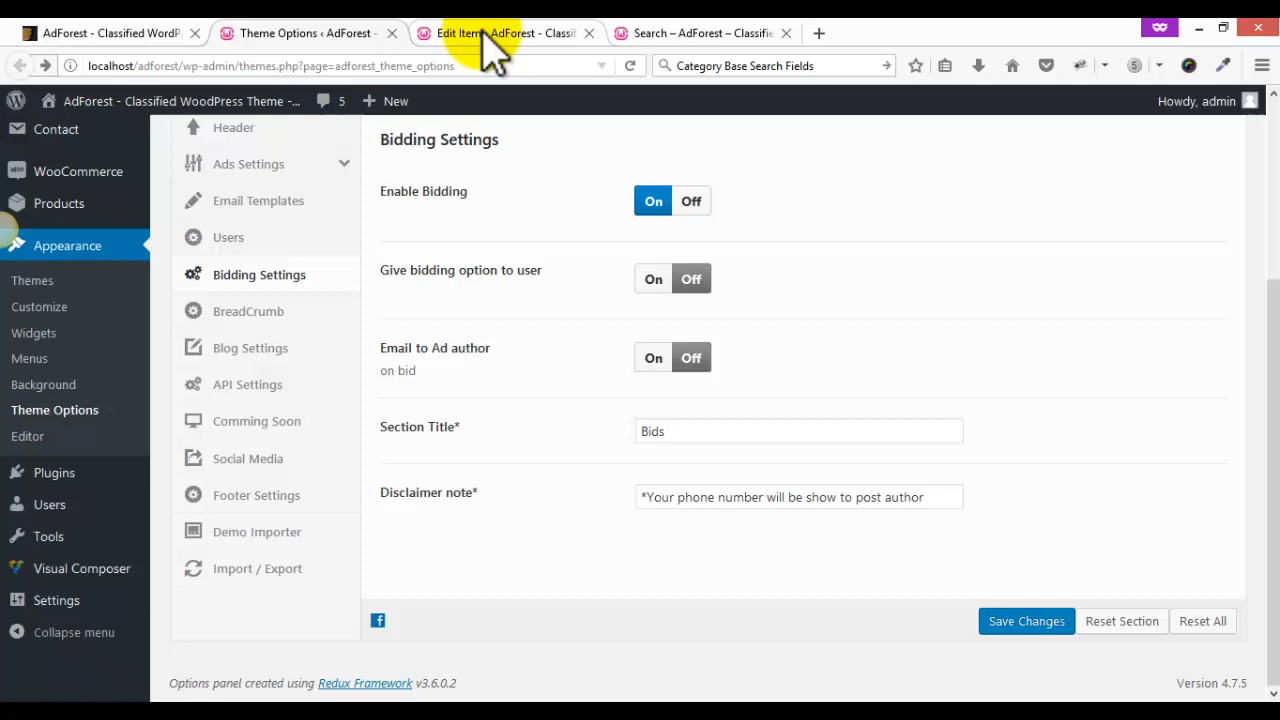 AdForest - Classified WordP
Theme Options ‹ AdForest -
Edit Item AdForest - Classif
Search – AdForest – Classifie
localhost/adforest/wp-admin/themes.php?page=adforest_theme_options
Category Base Search Fields
AdForest - Classified WoodPress Theme -...
5
New
Howdy, admin
Contact
WooCommerce
Products
Appearance
Themes
Customize
Widgets
Menus
Background
Theme Options
Editor
Plugins
Users
Tools
Visual Composer
Settings
Collapse menu
Header
Ads Settings
Email Templates
Users
Bidding Settings
BreadCrumb
Blog Settings
API Settings
Comming Soon
Social Media
Footer Settings
Demo Importer
Import / Export
Bidding Settings
Enable Bidding
On Off
Give bidding option to user
On Off
Email to Ad author
on bid
On Off
Section Title*
Bids
Disclaimer note*
*Your phone number will be show to post author
Save Changes
Reset Section
Reset All
Options panel created using Redux Framework v3.6.0.2
Version 4.7.5